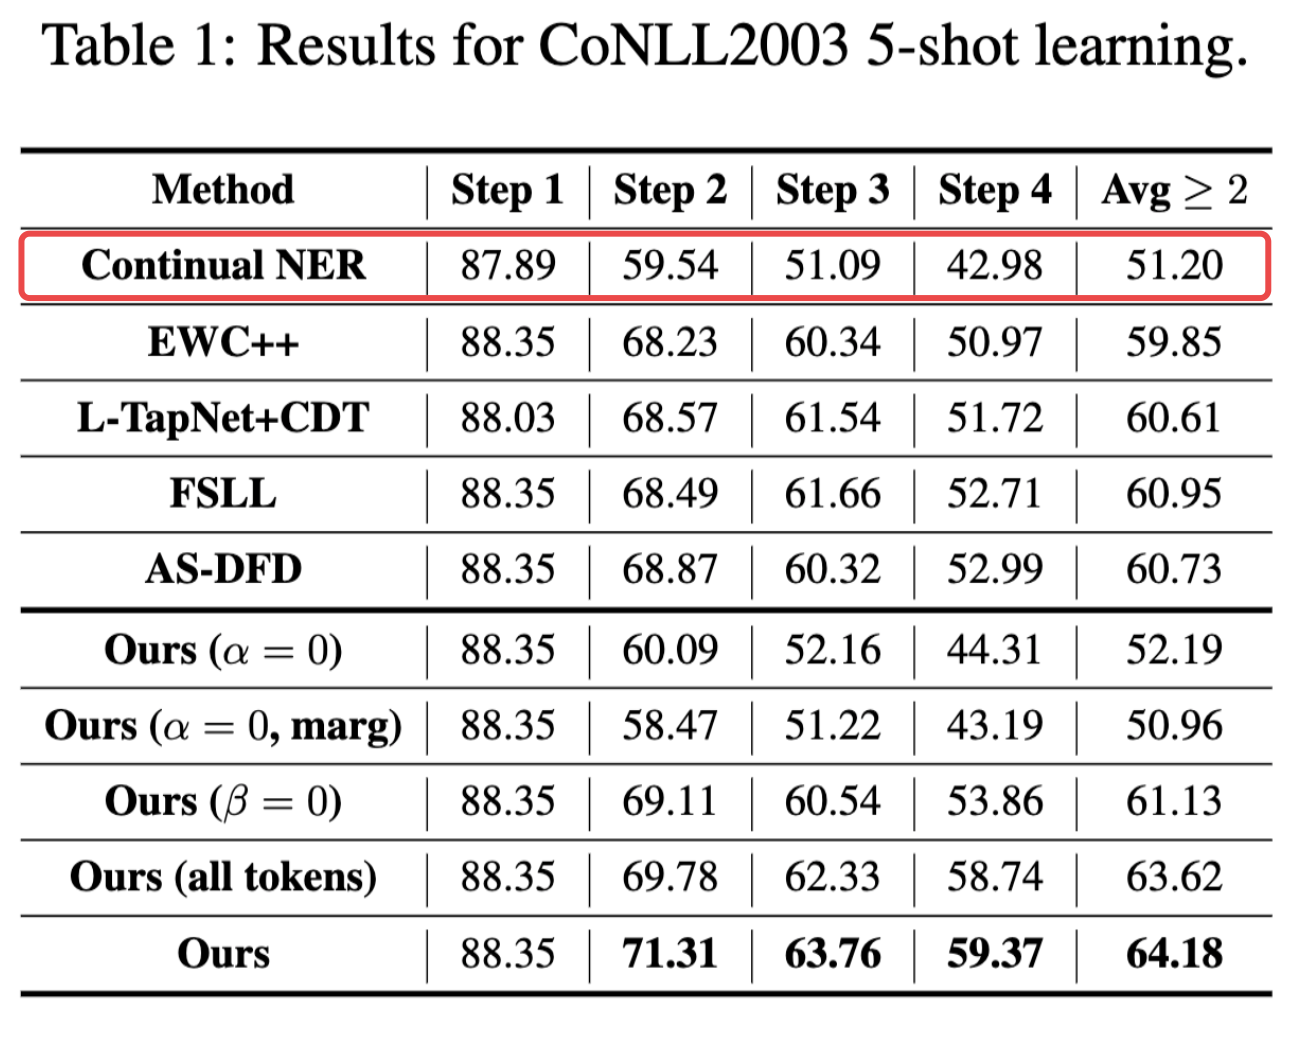 Table 1: Results for CoNLL2003 5-shot learning.
Method Step 1 Step 2 Step 3 Step 4 Avg ≥ 2
Continual NER 87.89 59.54 51.09 42.98 51.20
EWC++ 88.35 68.23 60.34 50.97 59.85
L-TapNet+CDT 88.03 68.57 61.54 51.72 60.61
FSLL 88.35 68.49 61.66 52.71 60.95
AS-DFD 88.35 68.87 60.32 52.99 60.73
Ours (α = 0) 88.35 60.09 52.16 44.31 52.19
Ours (α = 0, marg) 88.35 58.47 51.22 43.19 50.96
Ours (β = 0) 88.35 69.11 60.54 53.86 61.13
Ours (all tokens) 88.35 69.78 62.33 58.74 63.62
Ours 88.35 71.31 63.76 59.37 64.18